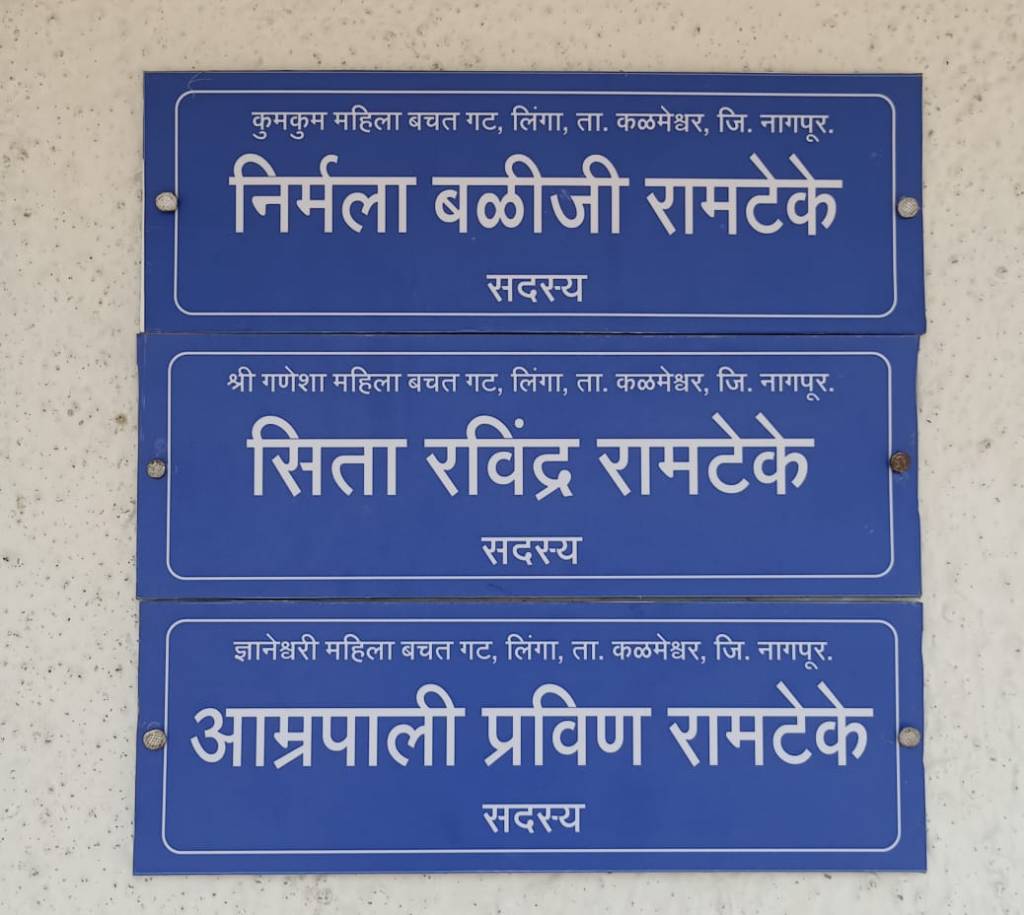 कुमकुम महिला बचत गट, लिंगा, ता. कळमेश्वर, जि. नागपूर.
निर्मला बळीजी रामटेके
सदस्य
श्री गणेशा महिला बचत गट, लिंगा, ता. कळमेश्वर, जि. नागपूर.
सिता रविंद्र रामटेके
सदस्य
ज्ञानेश्वरी महिला बचत गट, लिंगा, ता. कळमेश्वर, जि. नागपूर.
आम्रपाली प्रविण रामटेके
सदस्य